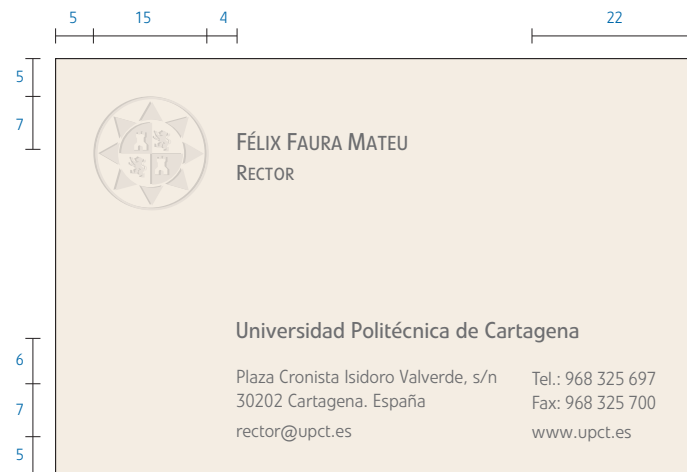 5 15 4 22
5
7
FÉLIX FAURA MATEU
RECTOR
Universidad Politécnica de Cartagena
6
Plaza Cronista Isidoro Valverde, s/n
30202 Cartagena. España
rector@upct.es
Tel.: 968 325 697
Fax: 968 325 700
www.upct.es
7
5